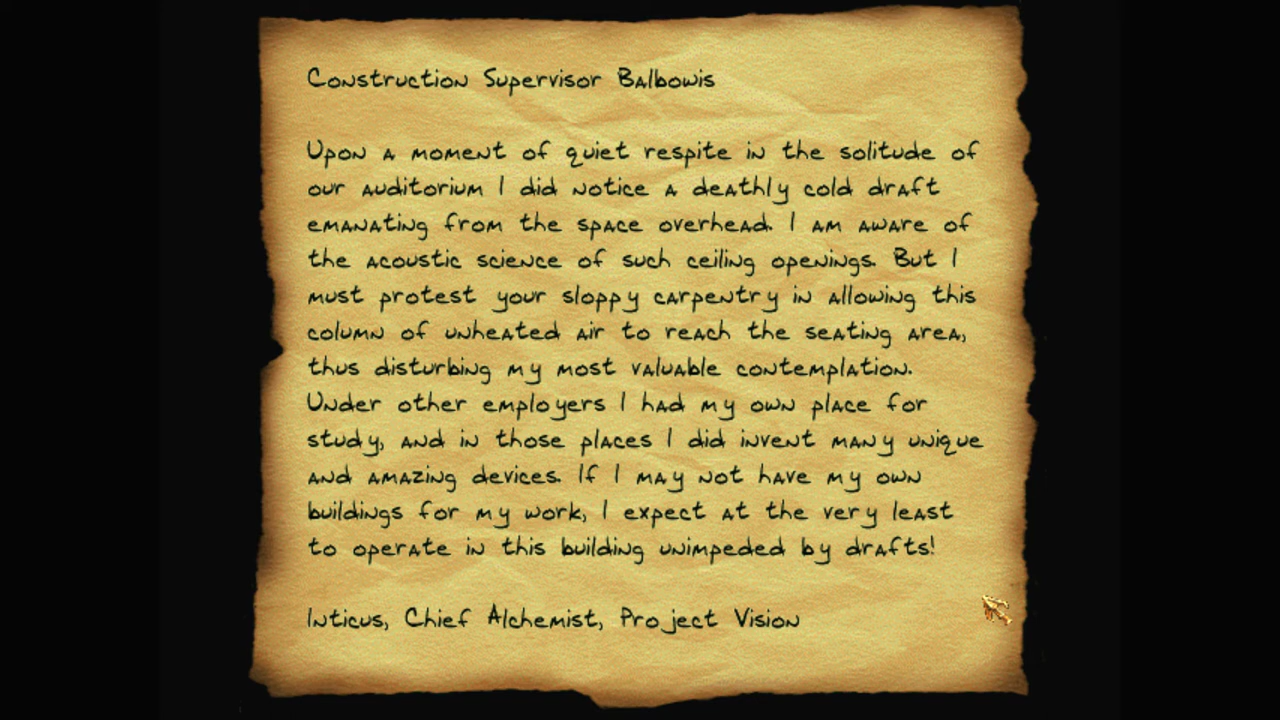 Construction Supervisor Balbowis
Upon a moment of quiet respite in the solitude of
our auditorium I did notice a deathly cold draft
emanating from the space overhead. I am aware of
the acoustic science of such ceiling openings. But I
must protest your sloppy carpentry in allowing this
column of unheated air to reach the seating area,
thus disturbing my most valuable contemplation.
Under other employers I had my own place for
study, and in those places I did invent many unique
and amazing devices. If I may not have my own
buildings for my work, I expect at the very least
to operate in this building unimpeded by drafts!
Inticus, Chief Alchemist, Project Vision